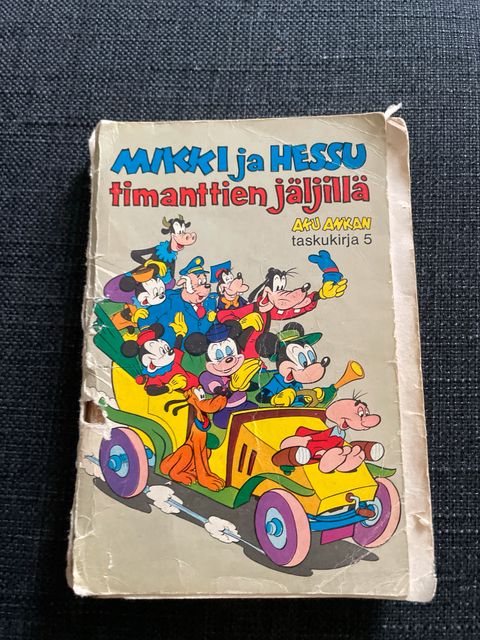 MIKKI ja HESSU
timanttien jäljillä
AKU ANKAN
taskukirja 5